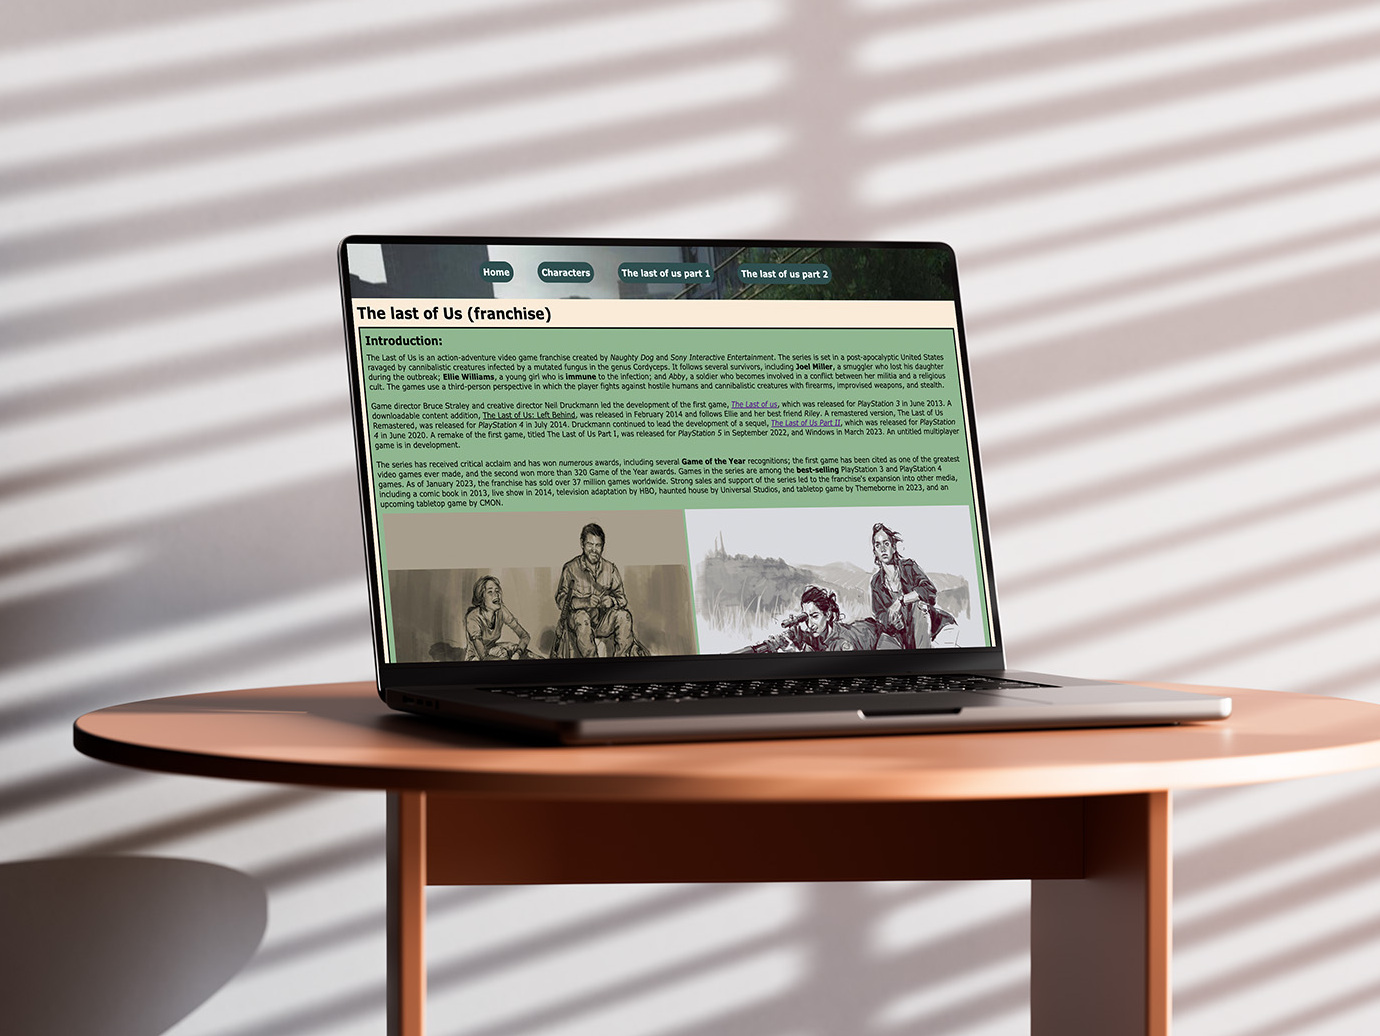 Home Characters The last of us part 1 The last of us part 2
The last of Us (franchise)
Introduction:
The Last of Us is an action-adventure video game franchise created by Naughty Dog and Sony Interactive Entertainment. The series is set in a post-apocalyptic United States
ravaged by cannibalistic creatures infected by a mutated fungus in the genus Cordyceps. It follows several survivors, including Joel Miller, a smuggler who lost his daughter
during the outbreak; Ellie Williams, a young girl who is immune to the infection; and Abby, a soldier who becomes involved in a conflict between her militia and a religious
cult. The games use a third-person perspective in which the player fights against hostile humans and cannibalistic creatures with firearms, improvised weapons, and stealth.
Game director Bruce Straley and creative director Neil Druckmann led the development of the first game, The Last of us, which was released for PlayStation 3 in June 2013. A
downloadable content addition, The Last of Us: Left Behind, was released in February 2014 and follows Ellie and her best friend Riley. A remastered version, The Last of Us
Remastered, was released for PlayStation 4 in July 2014. Druckmann continued to lead the development of a sequel, The Last of Us Part II, which was released for PlayStation
4 in June 2020. A remake of the first game, titled The Last of Us Part I, was released for PlayStation 5 in September 2022, and Windows in March 2023. An untitled multiplayer
game is in development.
The series has received critical acclaim and has won numerous awards, including several Game of the Year recognitions; the first game has been cited as one of the greatest
video games ever made, and the second won more than 320 Game of the Year awards. Games in the series are among the best-selling PlayStation 3 and PlayStation 4
games. As of January 2023, the franchise has sold over 37 million games worldwide. Strong sales and support of the series led to the franchise's expansion into other media,
including a comic book in 2013, live show in 2014, television adaptation by HBO, haunted house by Universal Studios, and tabletop game by Themeborne in 2023, and an
upcoming tabletop game by CMON.